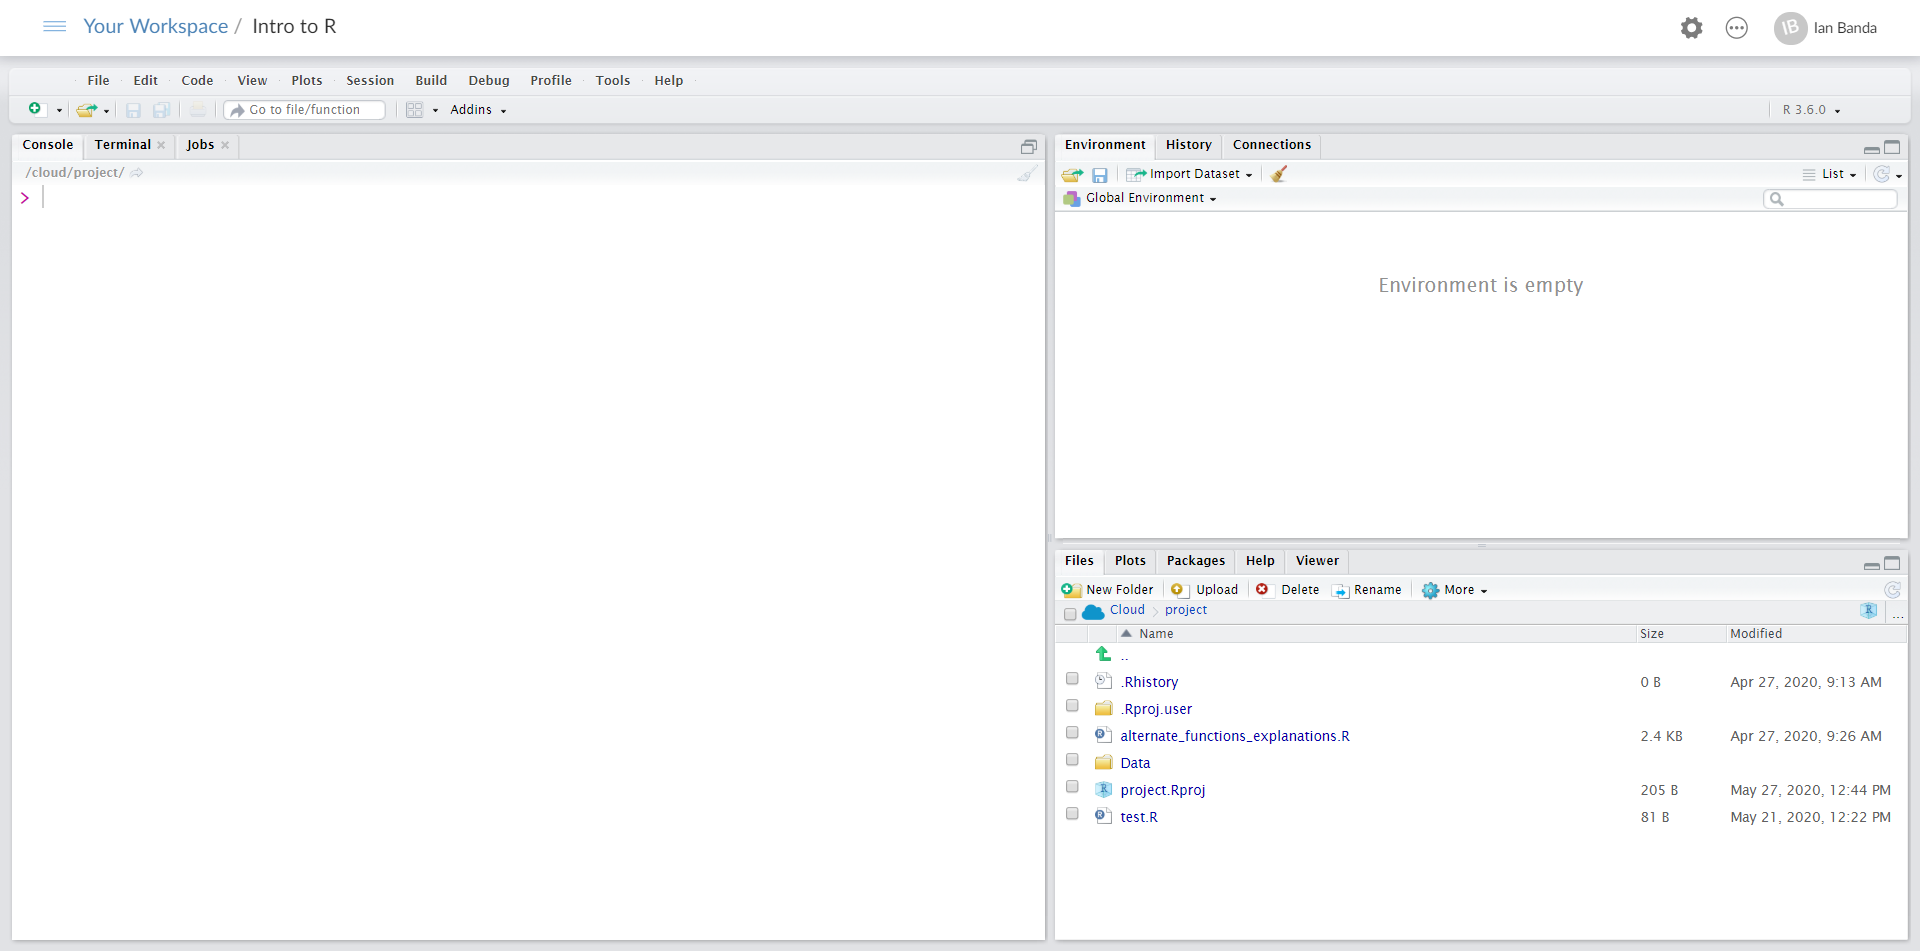 Your Workspace / Intro to R
IB Ian Banda
File Edit Code View Plots Session Build Debug Profile Tools Help
Go to file/function Addins R 3.6.0
Console Terminal Jobs
/cloud/project/
>
Environment History Connections
Import Dataset List
Global Environment
Environment is empty
Files Plots Packages Help Viewer
New Folder Upload Delete Rename More
Cloud project R ...
Name Size Modified
..
.Rhistory 0 B Apr 27, 2020, 9:13 AM
.Rproj.user
alternate_functions_explanations.R 2.4 KB Apr 27, 2020, 9:26 AM
Data
project.Rproj 205 B May 27, 2020, 12:44 PM
test.R 81 B May 21, 2020, 12:22 PM